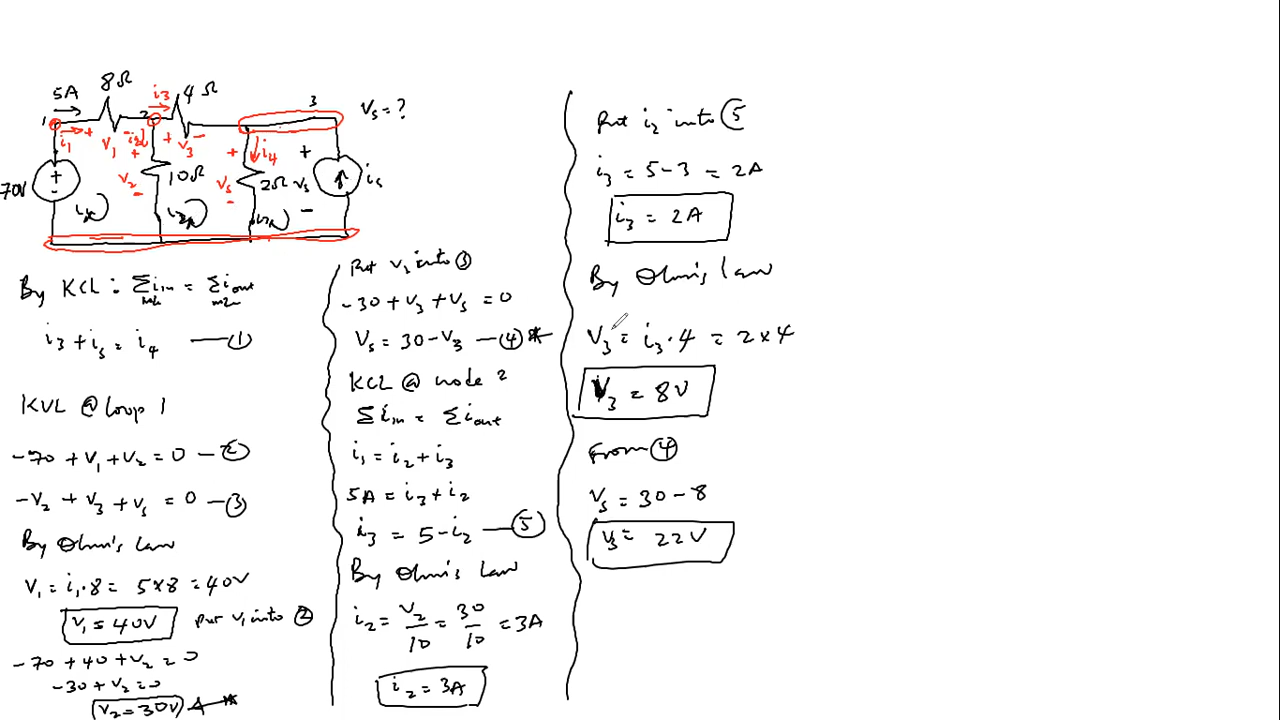 5A
8Ω
i3
4Ω
3
Vs = ?
1
2
i1
+
V1
i2
+
V3
−
i4
+
70V
+
−
V2
−
10Ω
Vs
−
2Ω
+
Vs
−
is
By KCL : Σiin = Σiout
i3 + is = i4 — (1)
KVL @ loop 1
-70 + V1 + V2 = 0 — (2)
-V2 + V3 + Vs = 0 — (3)
By Ohm's law
V1 = i1.8 = 5x8 = 40V
V1 = 40V put V1 into (2)
-70 + 40 + V2 = 0
-30 + V2 = 0
V2 = 30V
Put V2 into (3)
-30 + V3 + Vs = 0
Vs = 30 - V3 — (4) *
KCL @ node 2
Σiin = Σiout
i1 = i2 + i3
5A = i3 + i2
i3 = 5 - i2 — (5)
By Ohm's Law
i2 = V2/10 = 30/10 = 3A
i2 = 3A
Put i2 into (5)
i3 = 5 - 3 = 2A
i3 = 2A
By Ohm's law
V3 = i3.4 = 2x4
V3 = 8V
From (4)
Vs = 30 - 8
Vs = 22V